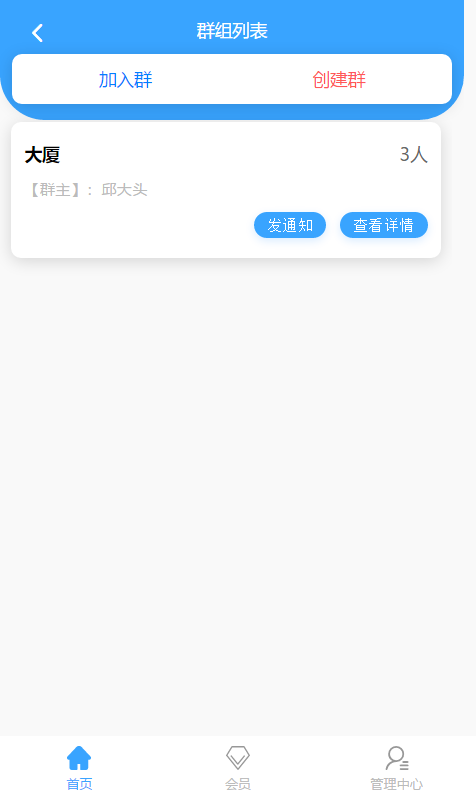 群组列表
加入群 创建群
大厦 3人
【群主】：邱大头
发通知 查看详情
首页 会员 管理中心